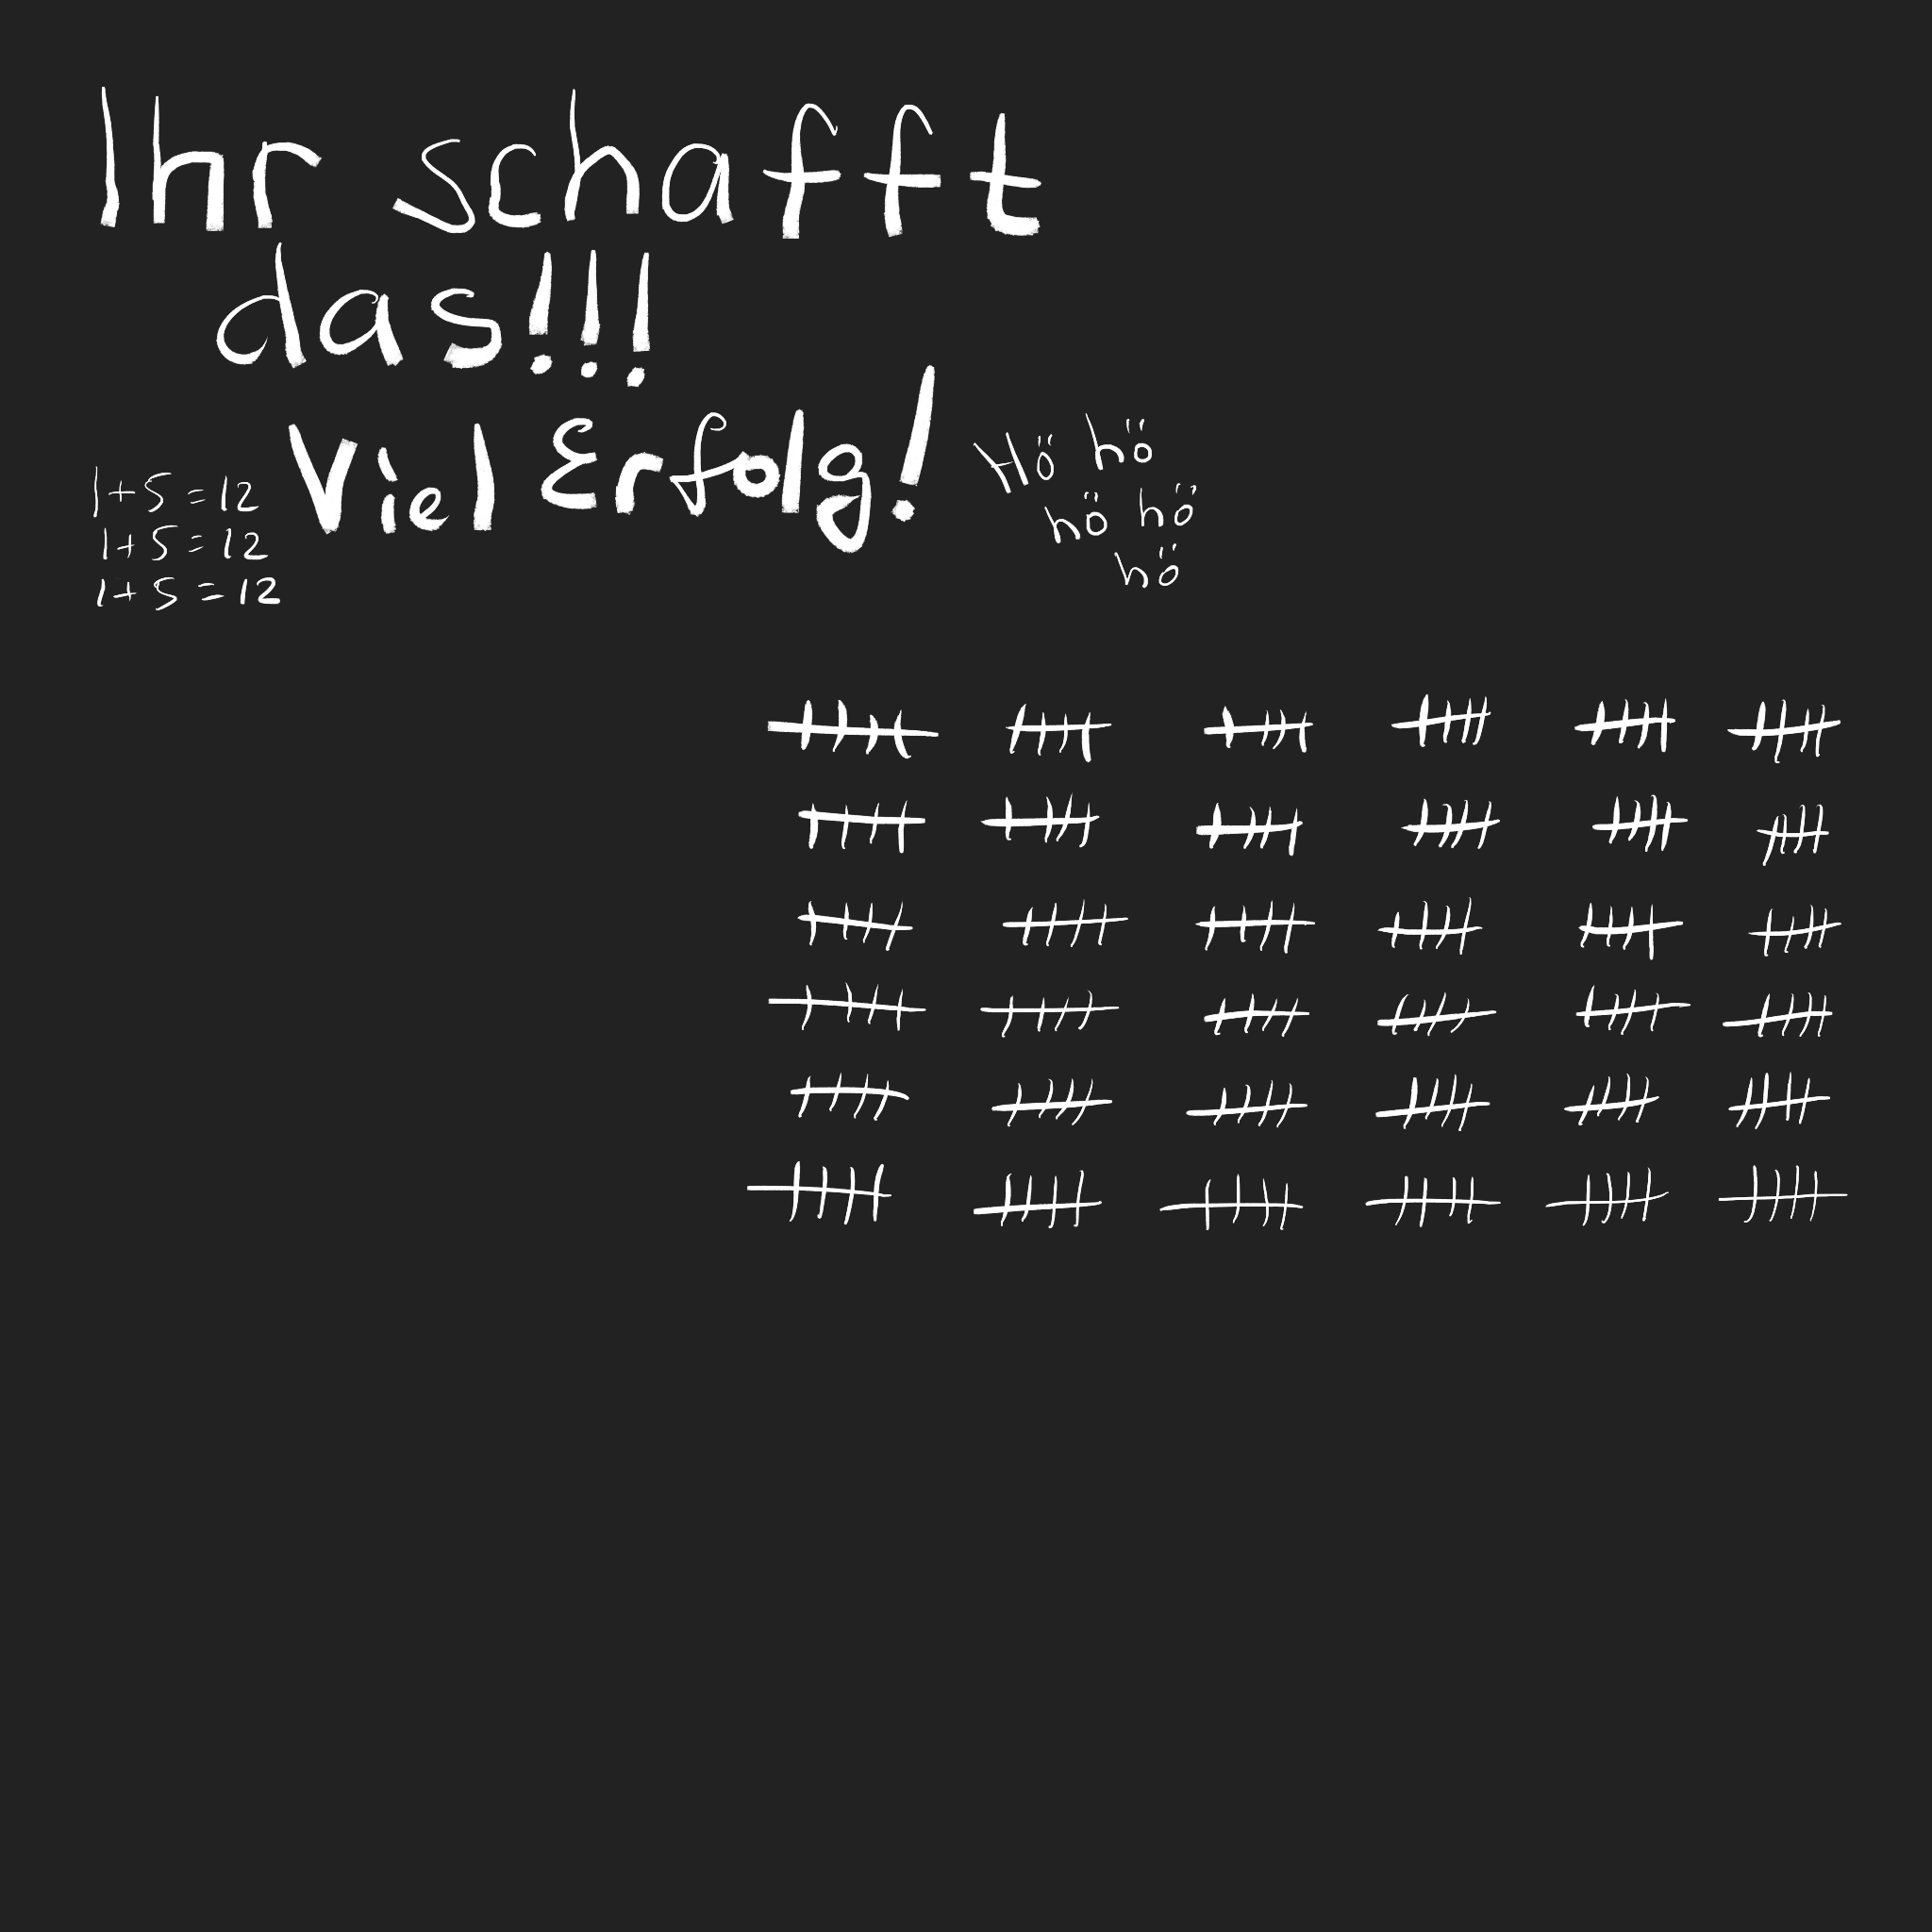 Ihr schafft
das!!!
Viel Erfolg!
1+5=12
1+5=12
1+5=12
Hö hö
hö hö
hö